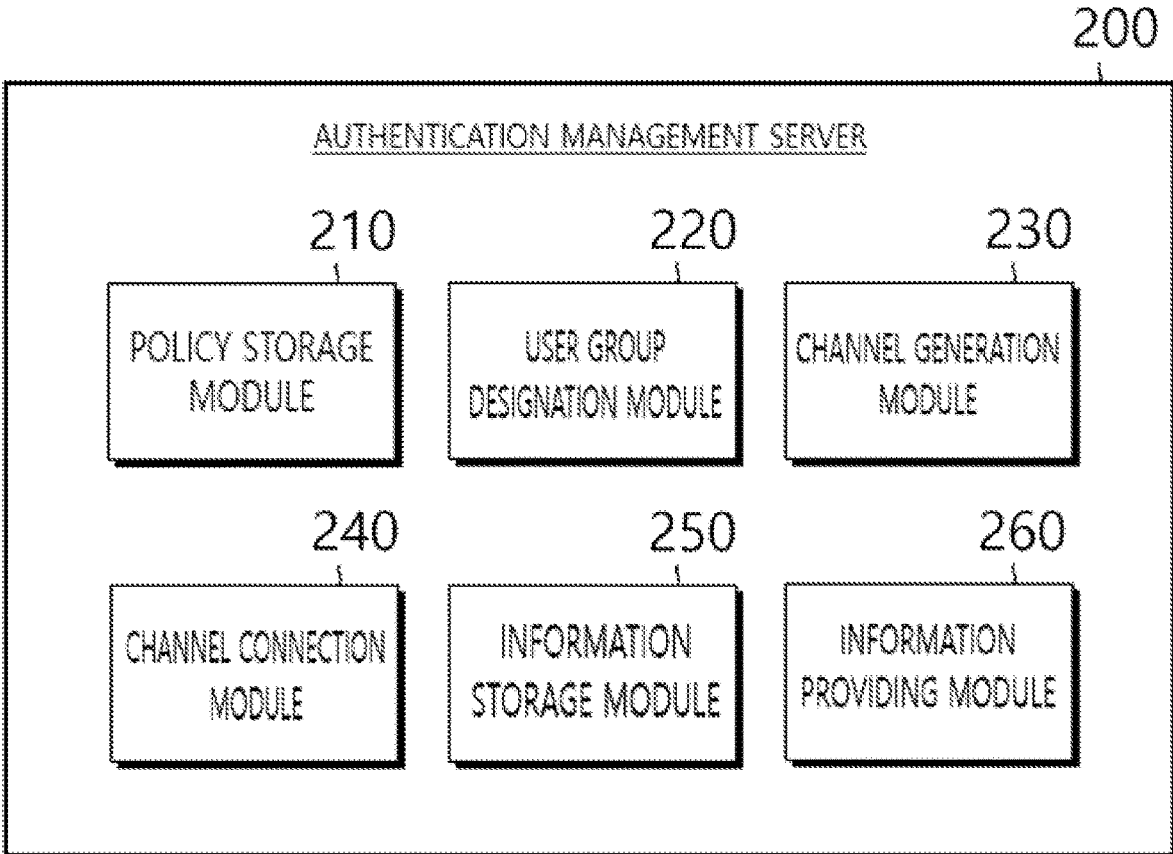 200
AUTHENTICATION MANAGEMENT SERVER
210
220
230
POLICY STORAGE
MODULE
USER GROUP
DESIGNATION MODULE
CHANNEL GENERATION
MODULE
240
250
260
CHANNEL CONNECTION
MODULE
INFORMATION
STORAGE MODULE
INFORMATION
PROVIDING MODULE